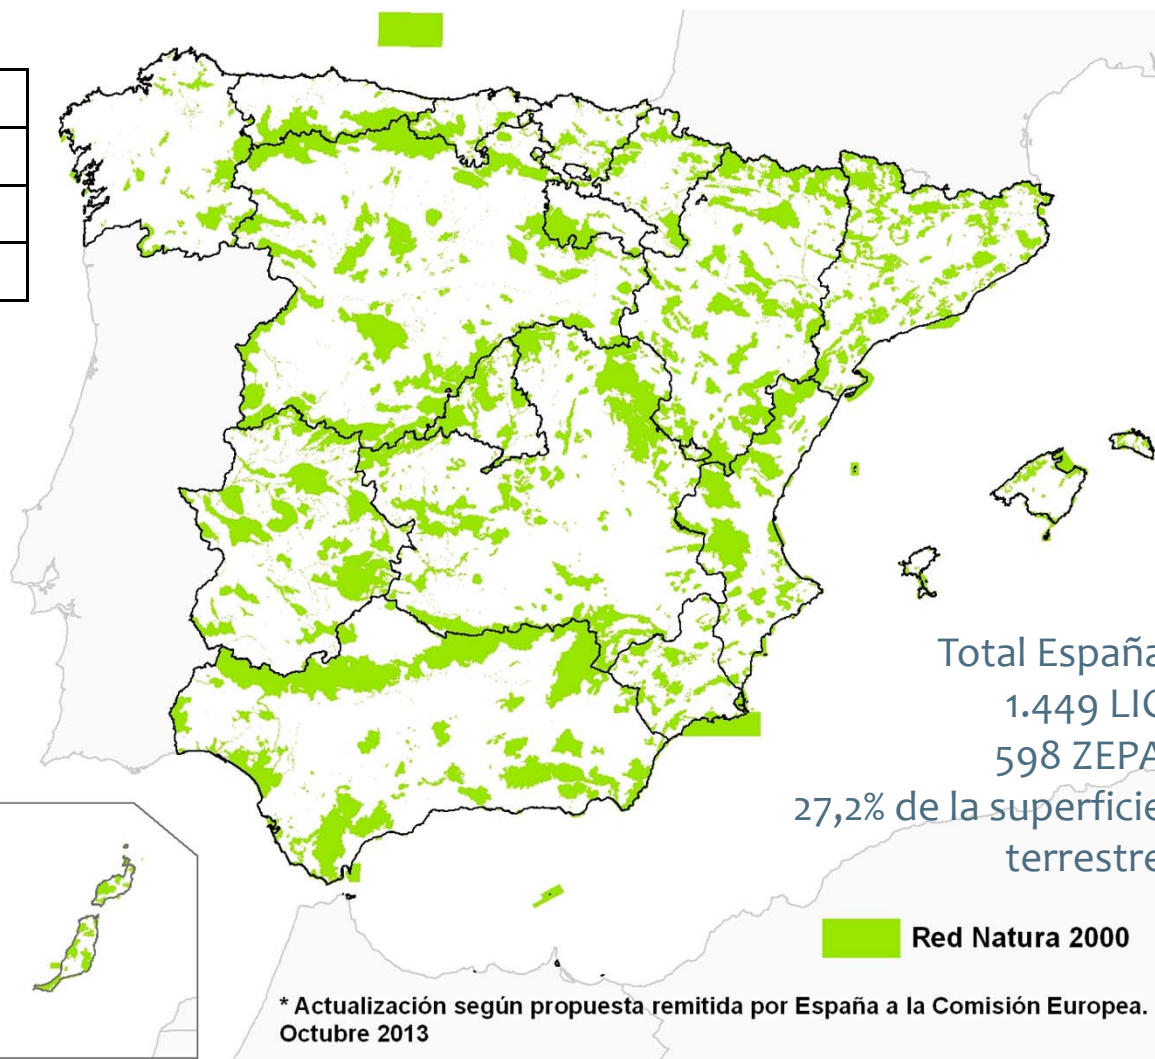 Total España
1.449 LIC
598 ZEPA
27,2% de la superficie
terrestre
Red Natura 2000
* Actualización según propuesta remitida por España a la Comisión Europea.
Octubre 2013